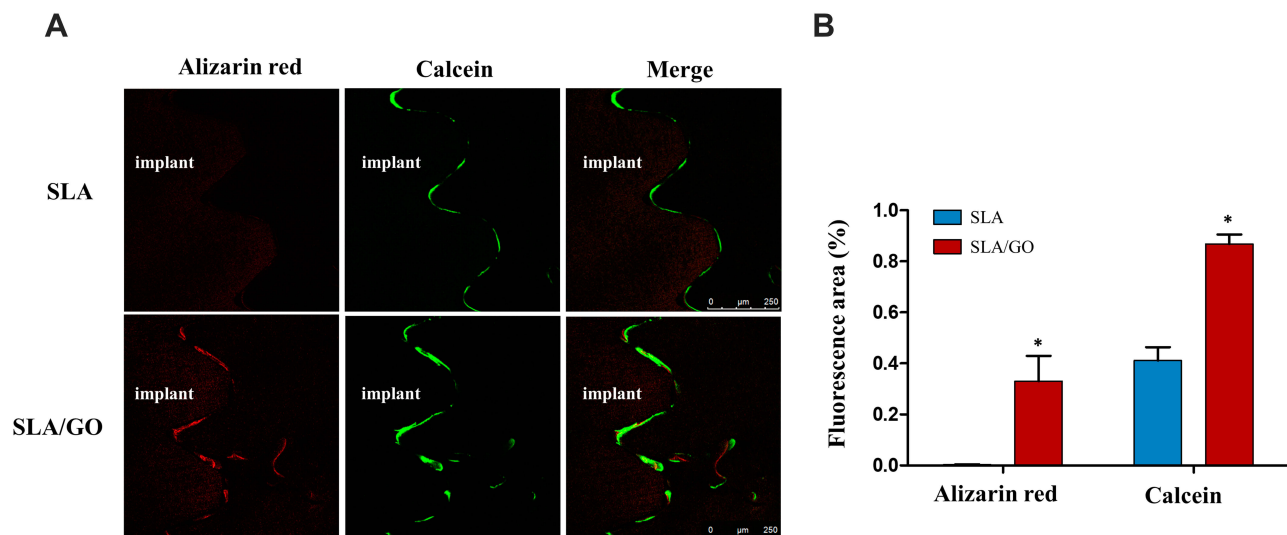 A
Alizarin red Calcein Merge
SLA
implant implant implant
0 µm 250
SLA/GO
implant implant implant
0 µm 250
B
Fluorescence area (%)
1.0
0.8
0.6
0.4
0.2
0.0
SLA
SLA/GO
* *
Alizarin red Calcein